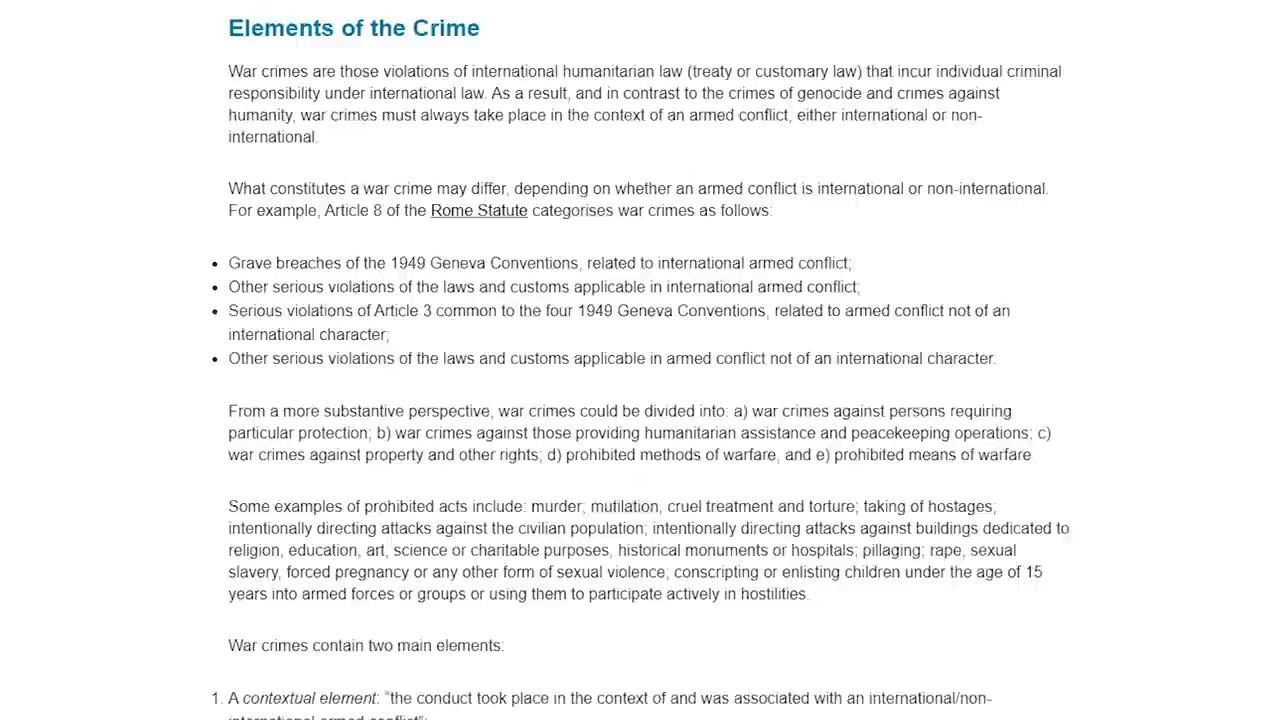 Elements of the Crime
War crimes are those violations of international humanitarian law (treaty or customary law) that incur individual criminal
responsibility under international law. As a result, and in contrast to the crimes of genocide and crimes against
humanity, war crimes must always take place in the context of an armed conflict, either international or non-
international.
What constitutes a war crime may differ, depending on whether an armed conflict is international or non-international.
For example, Article 8 of the Rome Statute categorises war crimes as follows:
• Grave breaches of the 1949 Geneva Conventions, related to international armed conflict;
• Other serious violations of the laws and customs applicable in international armed conflict;
• Serious violations of Article 3 common to the four 1949 Geneva Conventions, related to armed conflict not of an
international character;
• Other serious violations of the laws and customs applicable in armed conflict not of an international character.
From a more substantive perspective, war crimes could be divided into: a) war crimes against persons requiring
particular protection; b) war crimes against those providing humanitarian assistance and peacekeeping operations; c)
war crimes against property and other rights; d) prohibited methods of warfare, and e) prohibited means of warfare
Some examples of prohibited acts include: murder; mutilation, cruel treatment and torture; taking of hostages;
intentionally directing attacks against the civilian population; intentionally directing attacks against buildings dedicated to
religion, education, art, science or charitable purposes, historical monuments or hospitals; pillaging; rape, sexual
slavery, forced pregnancy or any other form of sexual violence; conscripting or enlisting children under the age of 15
years into armed forces or groups or using them to participate actively in hostilities.
War crimes contain two main elements:
1. A contextual element: “the conduct took place in the context of and was associated with an international/non-
international armed conflict”;